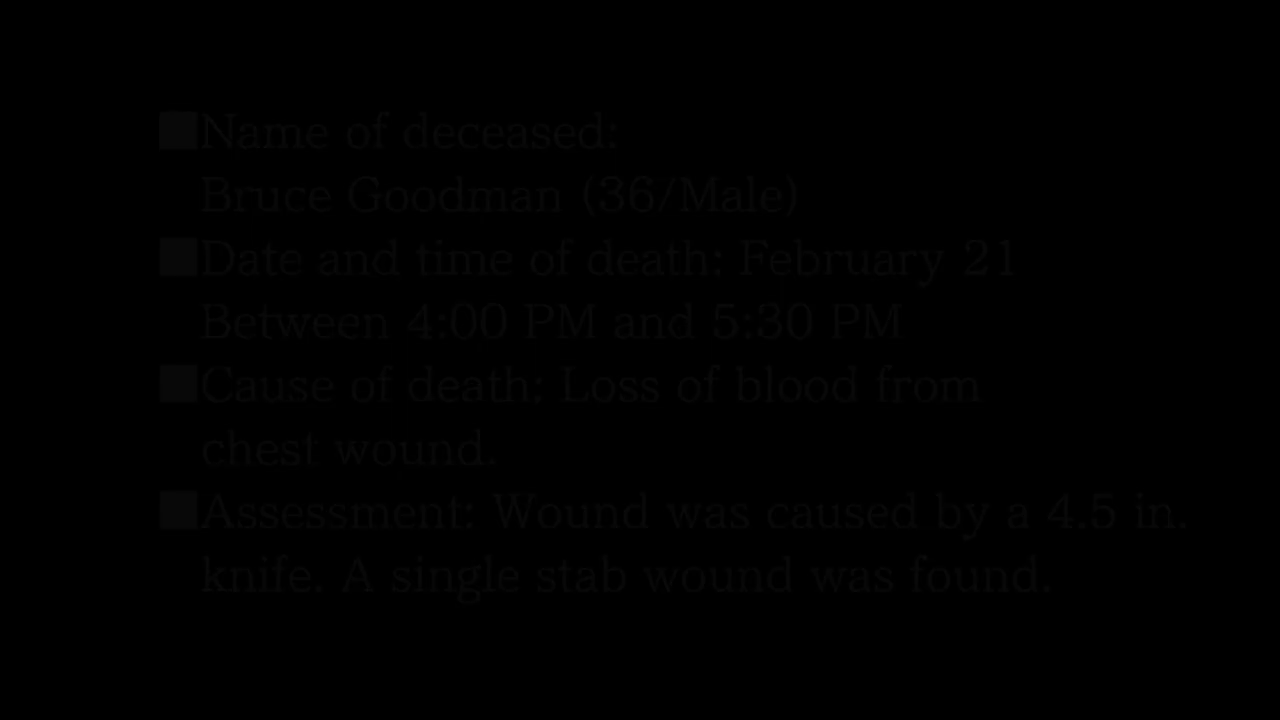 ■Name of deceased:
Bruce Goodman (36/Male)
■Date and time of death: February 21
Between 4:00 PM and 5:30 PM
■Cause of death: Loss of blood from
chest wound.
■Assessment: Wound was caused by a 4.5 in.
knife. A single stab wound was found.